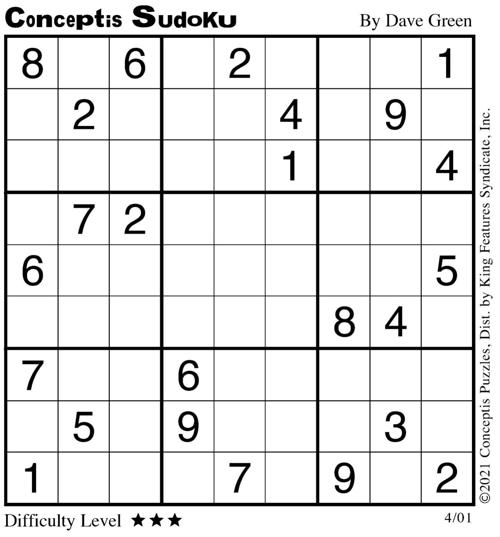 Conceptis SudoKu
By Dave Green
8 6 2 1
2 4 9
1 4
7 2
6 5
8 4
7 6
5 9 3
1 7 9 2
Difficulty Level ★★★
4/01
©2021 Conceptis Puzzles, Dist. by King Features Syndicate, Inc.